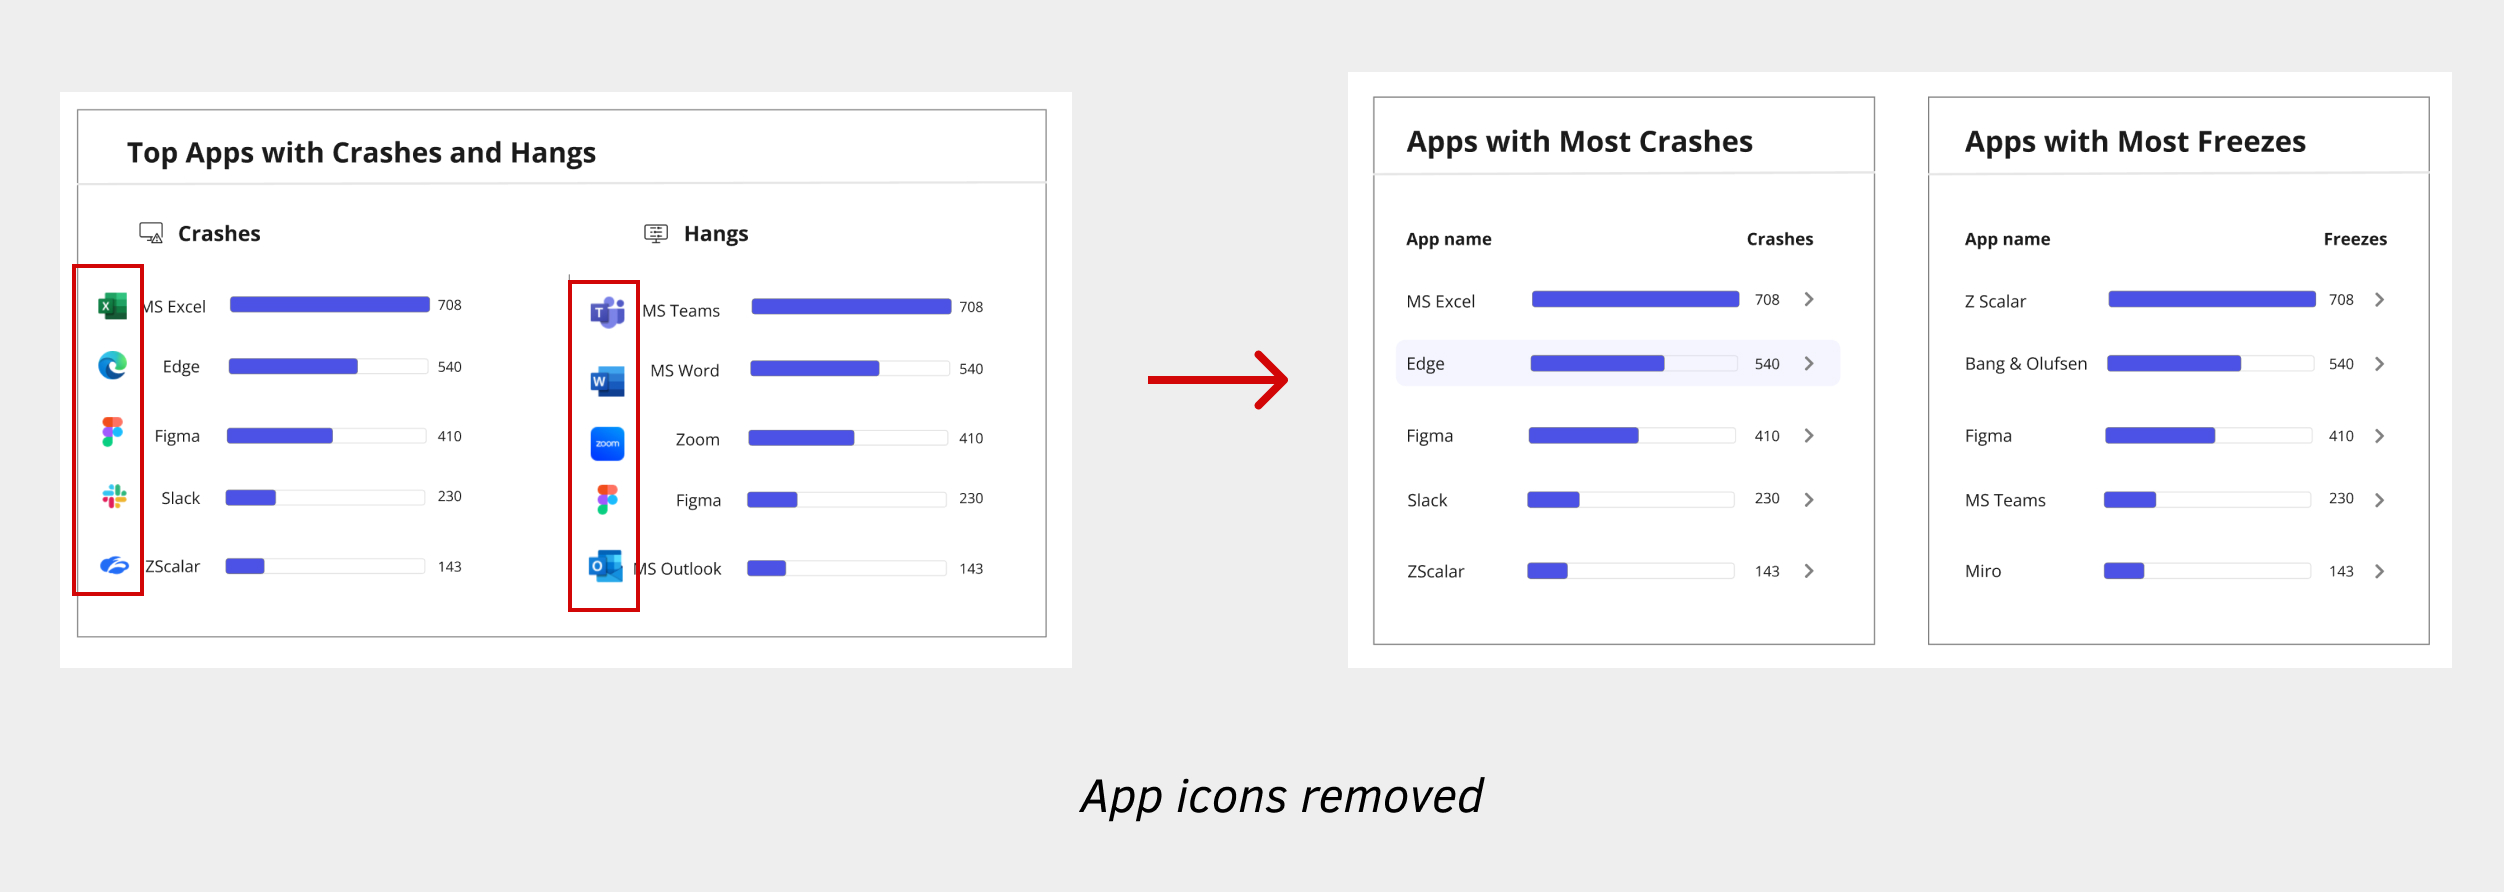 Top Apps with Crashes and Hangs
Crashes
MS Excel 708
Edge 540
Figma 410
Slack 230
ZScalar 143
Hangs
MS Teams 708
MS Word 540
zoom Zoom 410
Figma 230
MS Outlook 143
Apps with Most Crashes
App name Crashes
MS Excel 708
Edge 540
Figma 410
Slack 230
ZScalar 143
Apps with Most Freezes
App name Freezes
Z Scalar 708
Bang & Olufsen 540
Figma 410
MS Teams 230
Miro 143
App icons removed